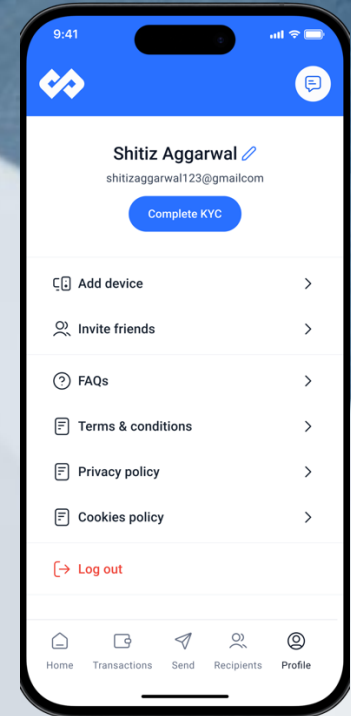 9:41
Shitiz Aggarwal
shitizaggarwal123@gmailcom
Complete KYC
Add device
Invite friends
FAQs
Terms & conditions
Privacy policy
Cookies policy
Log out
Home Transactions Send Recipients Profile